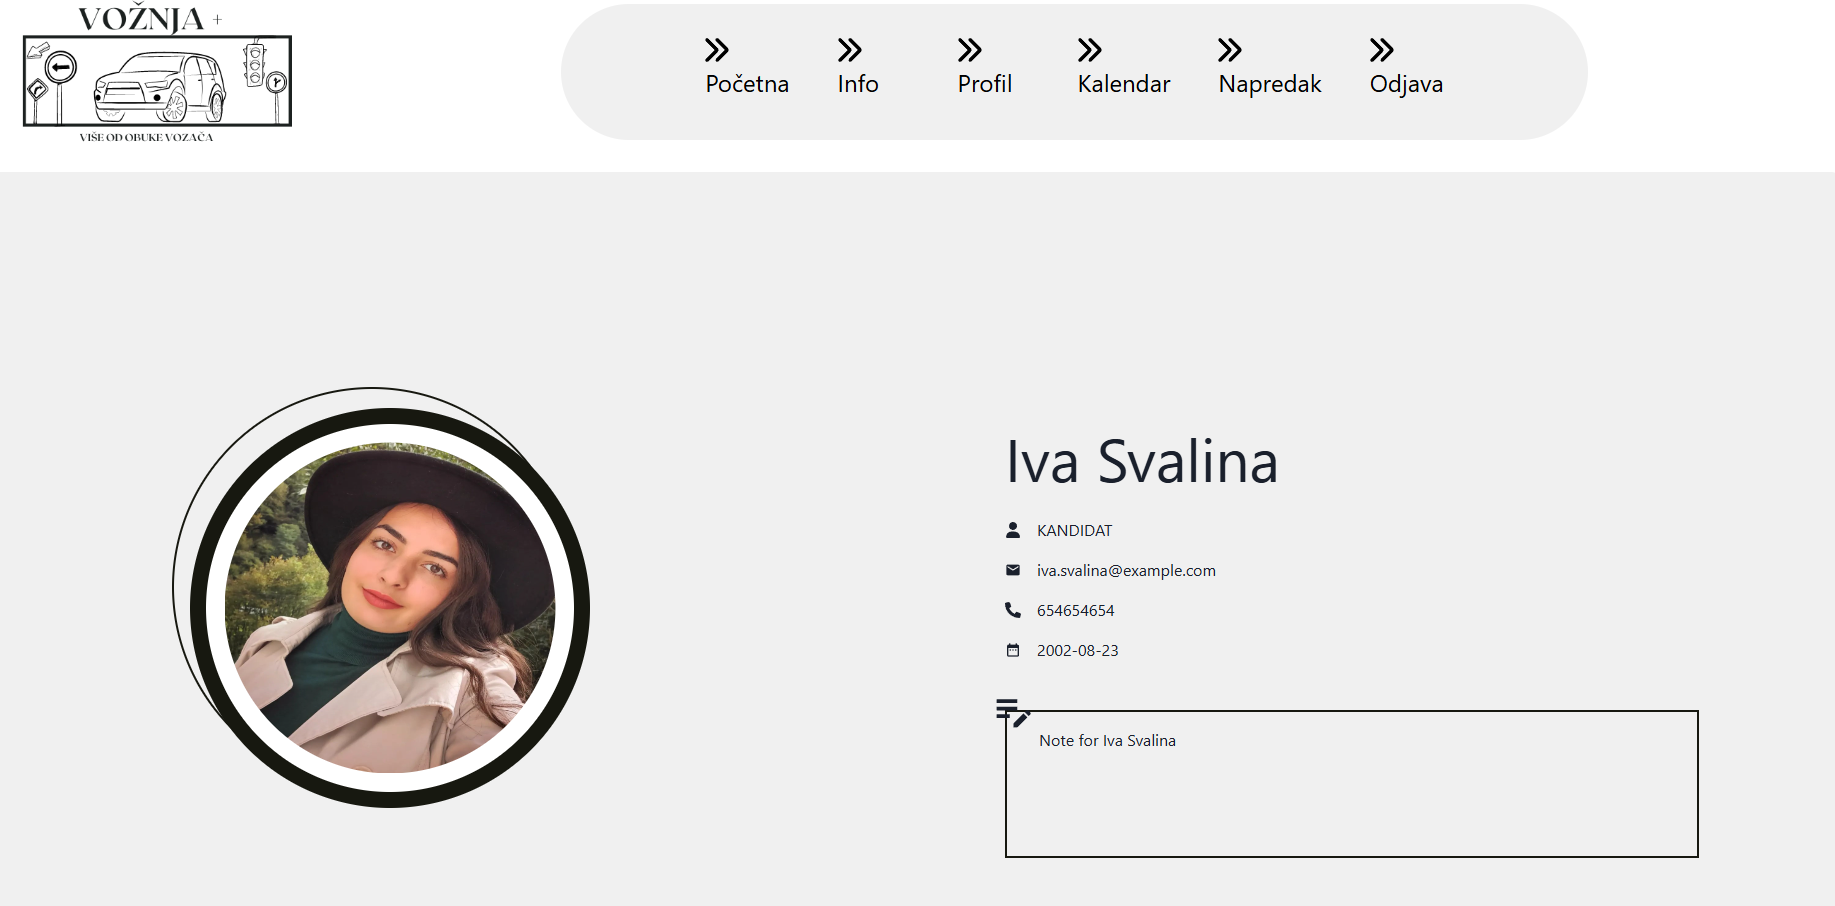 VOŽNJA +
VIŠE OD OBUKE VOZAČA
Početna
Info
Profil
Kalendar
Napredak
Odjava
Iva Svalina
KANDIDAT
iva.svalina@example.com
654654654
2002-08-23
Note for Iva Svalina